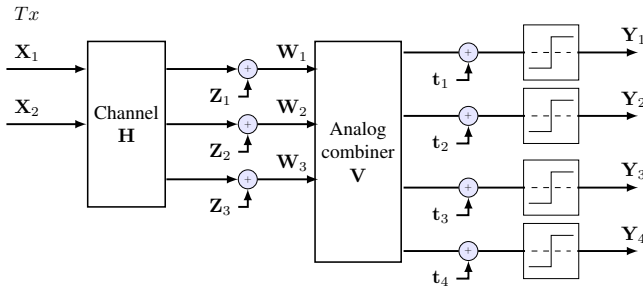 Tx
X1
X2
Channel
H
Z1
Z2
Z3
W1
W2
W3
Analog
combiner
V
t1
t2
t3
t4
Y1
Y2
Y3
Y4